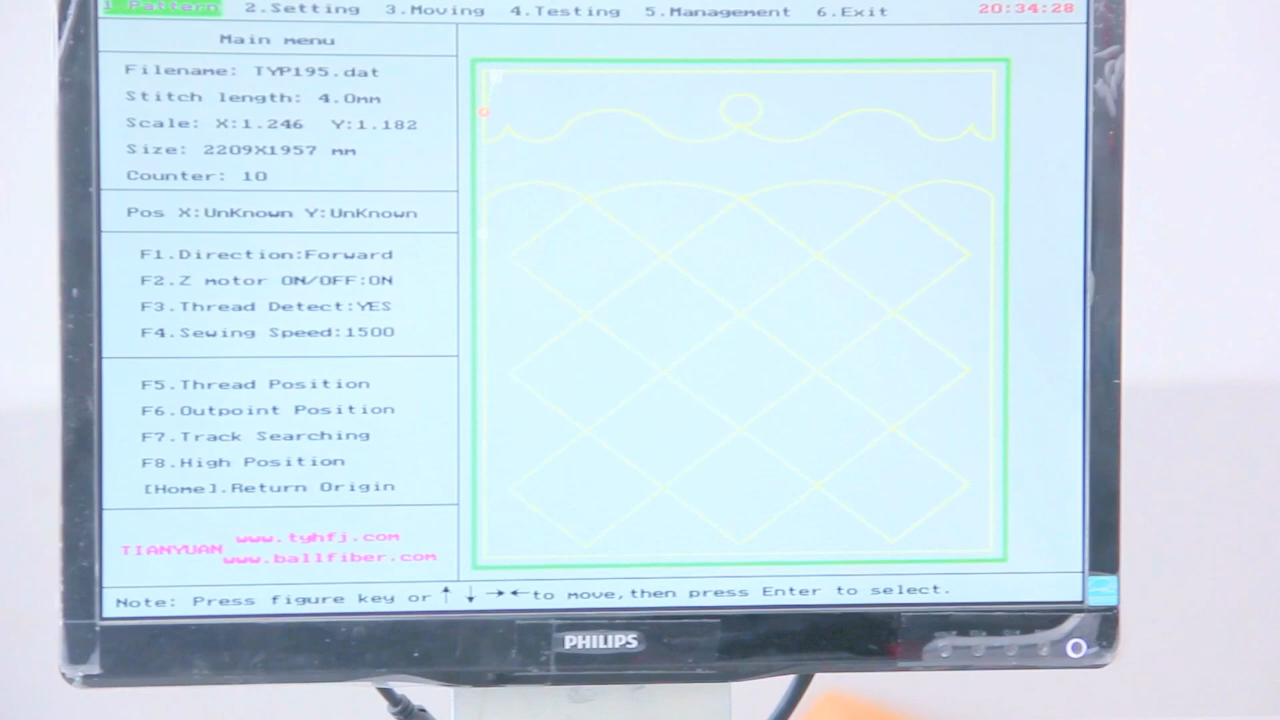 1 Pattern 2.Setting 3.Moving 4.Testing 5.Management 6.Exit 20:34:28
Main menu
Filename: TYP195.dat
Stitch length: 4.0mm
Scale: X:1.246 Y:1.182
Size: 2209X1957 mm
Counter: 10
Pos X:UnKnown Y:UnKnown
F1.Direction:Forward
F2.Z motor ON/OFF:ON
F3.Thread Detect:YES
F4.Sewing Speed:1500
F5.Thread Position
F6.Outpoint Position
F7.Track Searching
F8.High Position
[Home].Return Origin
www.tyhfj.com
TIANYUAN
www.ballfiber.com
Note: Press figure key or ↑ ↓ →←to move,then press Enter to select.
PHILIPS